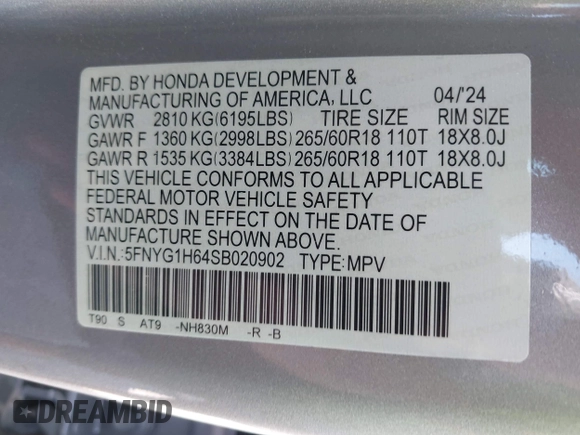 MFD. BY HONDA DEVELOPMENT &
MANUFACTURING OF AMERICA, LLC 04/'24
GVWR 2810 KG(6195LBS) TIRE SIZE RIM SIZE
GAWR F 1360 KG(2998LBS) 265/60R18 110T 18X8.0J
GAWR R 1535 KG(3384LBS) 265/60R18 110T 18X8.0J
THIS VEHICLE CONFORMS TO ALL APPLICABLE
FEDERAL MOTOR VEHICLE SAFETY
STANDARDS IN EFFECT ON THE DATE OF
MANUFACTURE SHOWN ABOVE.
V.I.N.:5FNYG1H64SB020902 TYPE:MPV
T90 S AT9 -NH830M -R -B
DREAMBID